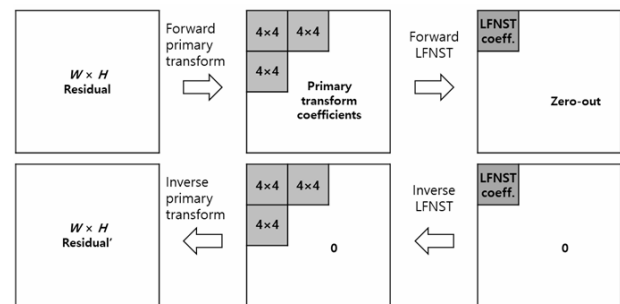 W × H
Residual
Forward
primary
transform
4×4 4×4
4×4
Primary
transform
coefficients
Forward
LFNST
LFNST
coeff.
Zero-out
W × H
Residual′
Inverse
primary
transform
4×4 4×4
4×4
0
Inverse
LFNST
LFNST
coeff.
0